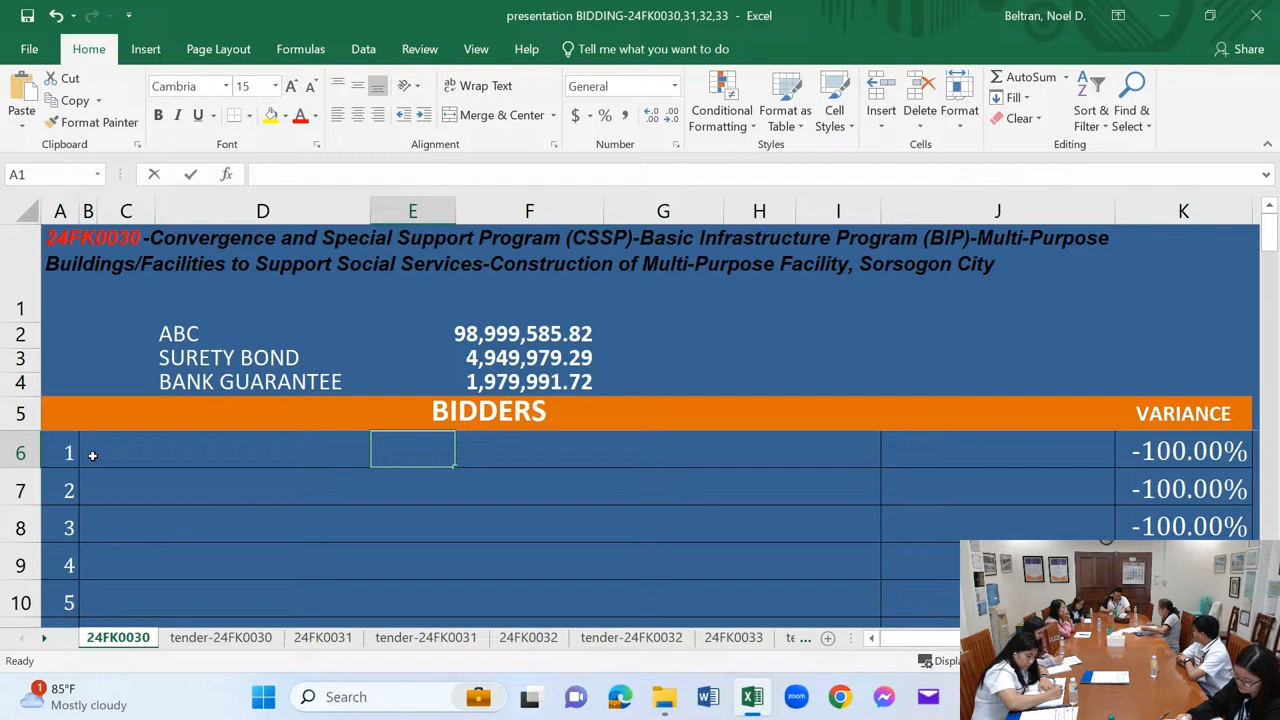 presentation BIDDING-24FK0030,31,32,33 - Excel
Beltran, Noel D.
File Home Insert Page Layout Formulas Data Review View Help Tell me what you want to do Share
Paste
Cut
Copy
Format Painter
Clipboard
Cambria 15
B I U
Font
Wrap Text
Merge & Center
Alignment
General
$ % ,
Number
Conditional Formatting
Format as Table
Cell Styles
Styles
Insert
Delete
Format
Cells
AutoSum
Fill
Clear
Sort & Filter
Find & Select
Editing
A1
fx
A B C D E F G H I J K
24FK0030 -Convergence and Special Support Program (CSSP)-Basic Infrastructure Program (BIP)-Multi-Purpose
Buildings/Facilities to Support Social Services-Construction of Multi-Purpose Facility, Sorsogon City
1
2 ABC 98,999,585.82
3 SURETY BOND 4,949,979.29
4 BANK GUARANTEE 1,979,991.72
5 BIDDERS VARIANCE
6 1 -100.00%
7 2 -100.00%
8 3 -100.00%
9 4
10 5
24FK0030 tender-24FK0030 24FK0031 tender-24FK0031 24FK0032 tender-24FK0032 24FK0033 te ...
Ready
1
85°F
Mostly cloudy
Search
zoom